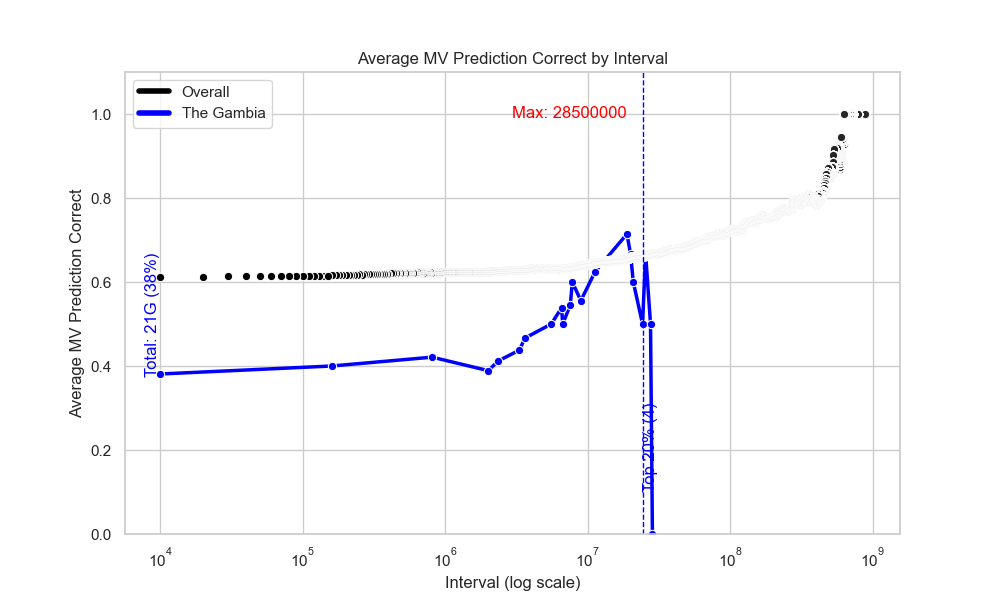 Average MV Prediction Correct by Interval
Overall
The Gambia
Max: 28500000
Total: 21G (38%)
Top 20% (4)
Average MV Prediction Correct
1.0
0.8
0.6
0.4
0.2
0.0
10^4
10^5
10^6
10^7
10^8
10^9
Interval (log scale)